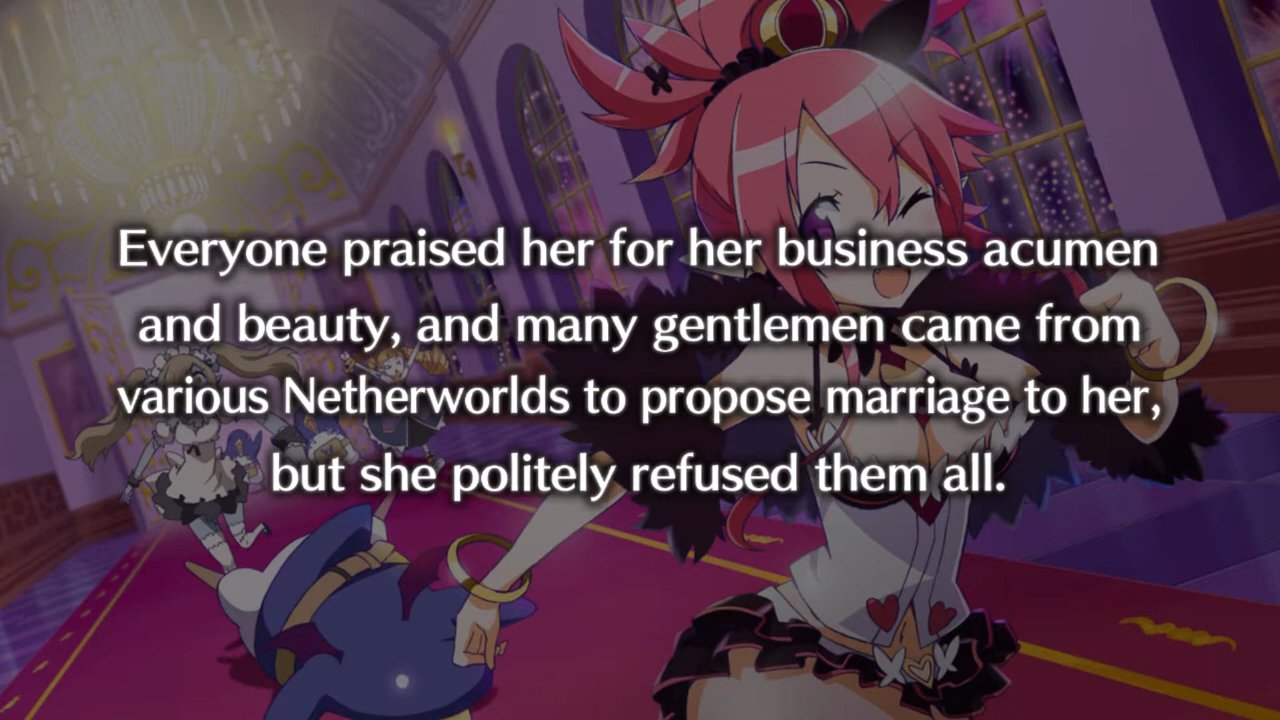 Everyone praised her for her business acumen
and beauty, and many gentlemen came from
various Netherworlds to propose marriage to her,
but she politely refused them all.